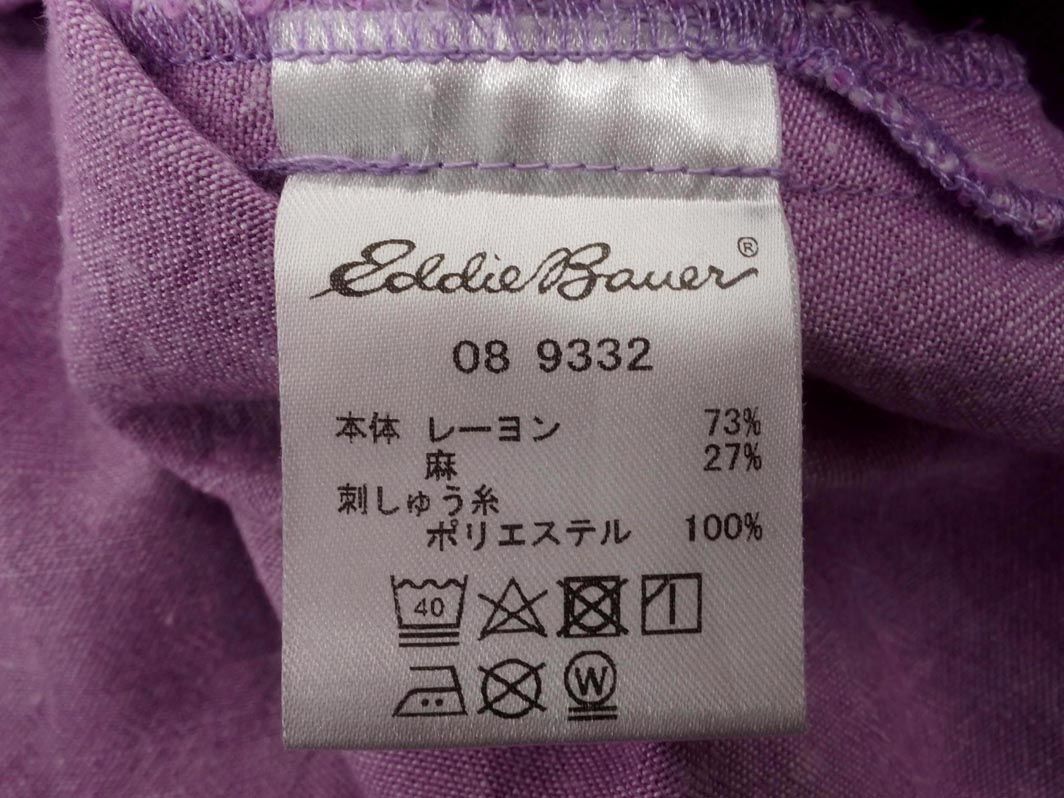 Eddie Bauer®
08 9332
本体 レーヨン 73%
麻 27%
刺しゅう糸
ポリエステル 100%
40
W